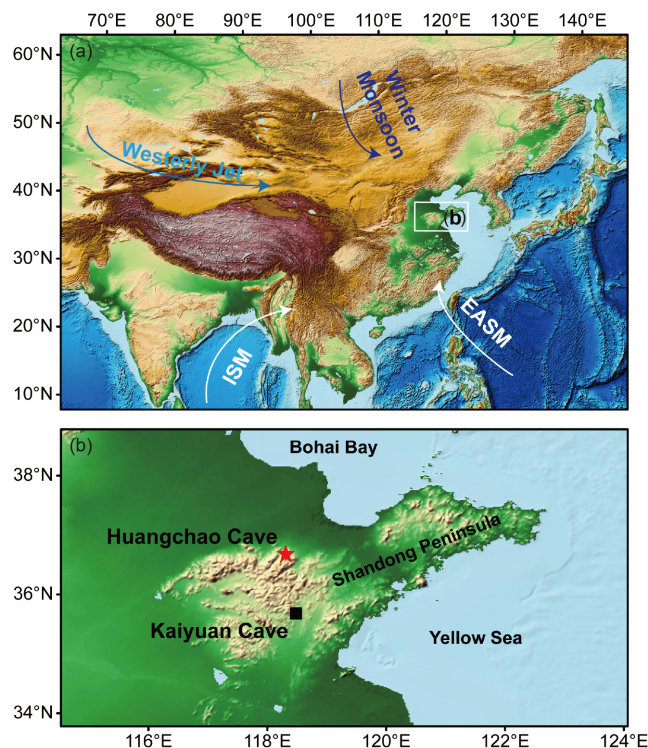 70°E 80°E 90°E 100°E 110°E 120°E 130°E 140°E
60°N
(a)
50°N
40°N
30°N
20°N
10°N
Winter
Monsoon
Westerly Jet
(b)
ISM
EASM
(b)
38°N
36°N
34°N
Bohai Bay
Huangchao Cave
Shandong Peninsula
Kaiyuan Cave
Yellow Sea
116°E 118°E 120°E 122°E 124°E